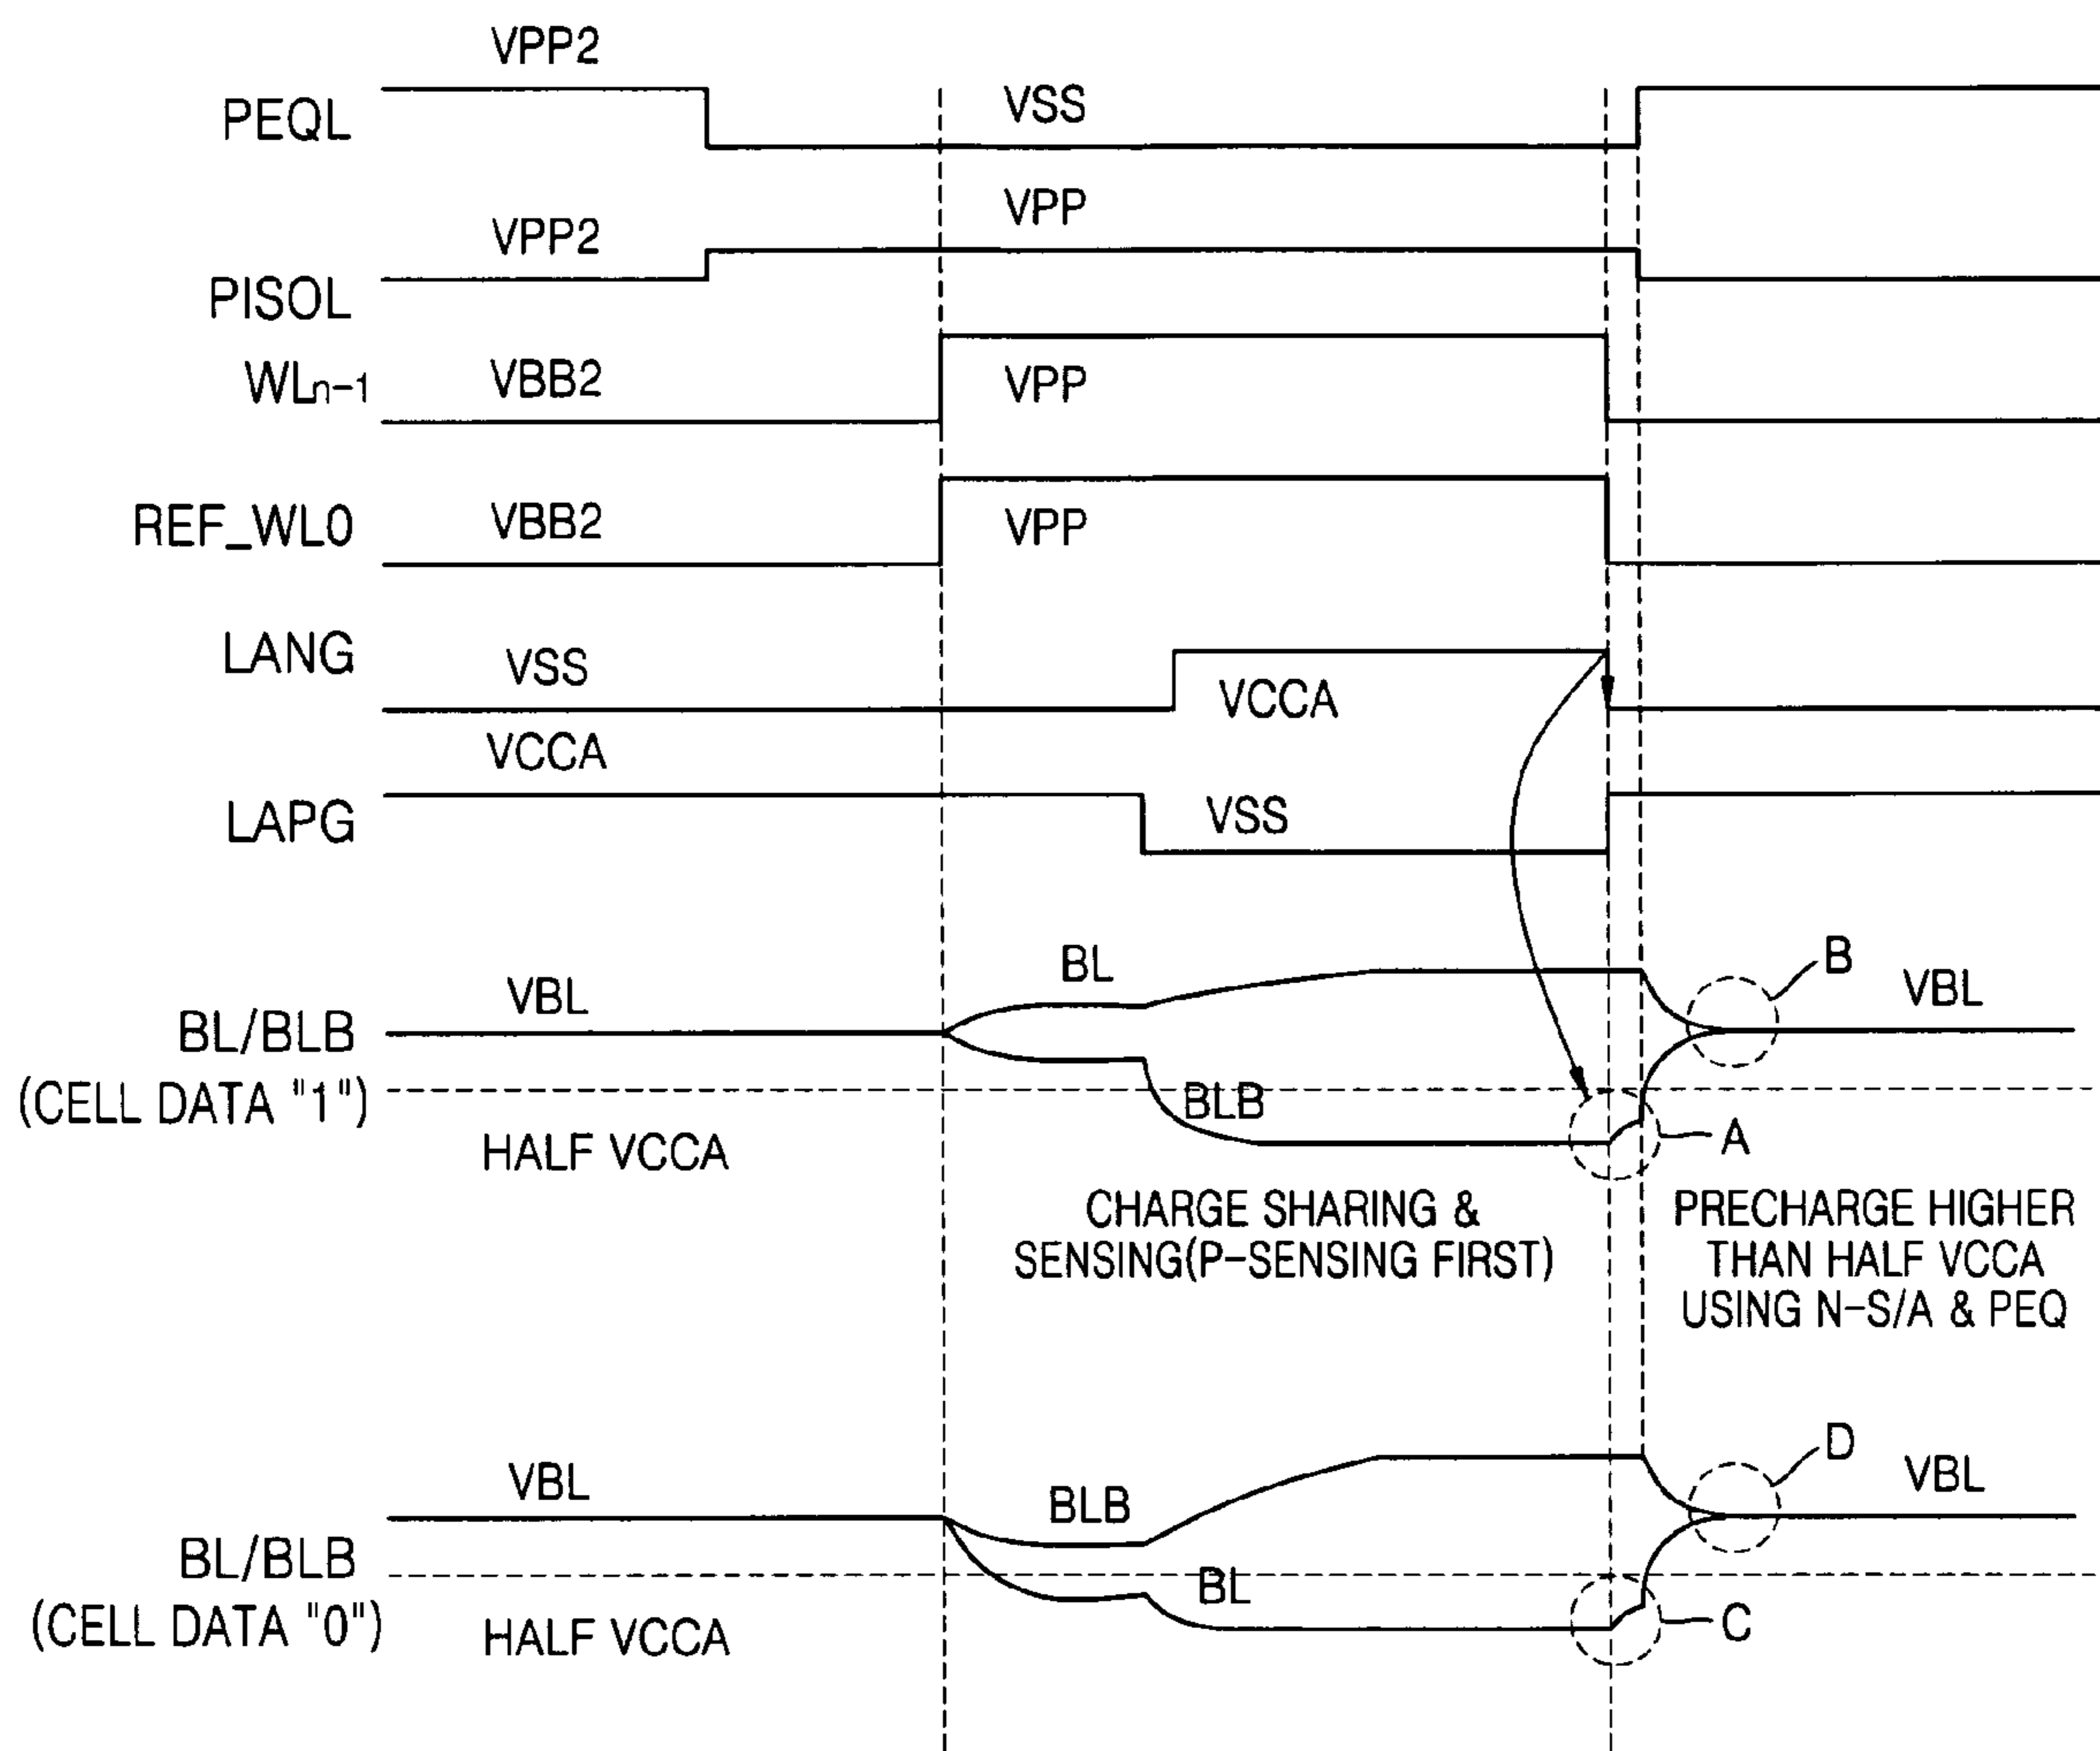 VPP2
PEQL
VSS
VPP2
VPP
PISOL
WLn-1
VBB2
VPP
REF_WL0
VBB2
VPP
LANG
VSS
VCCA
VCCA
LAPG
VSS
BL
B
VBL
VBL
BL/BLB
(CELL DATA "1")
BLB
A
HALF VCCA
CHARGE SHARING &
SENSING(P-SENSING FIRST)
PRECHARGE HIGHER
THAN HALF VCCA
USING N-S/A & PEQ
D
VBL
VBL
BLB
BL/BLB
(CELL DATA "0")
BL
C
HALF VCCA